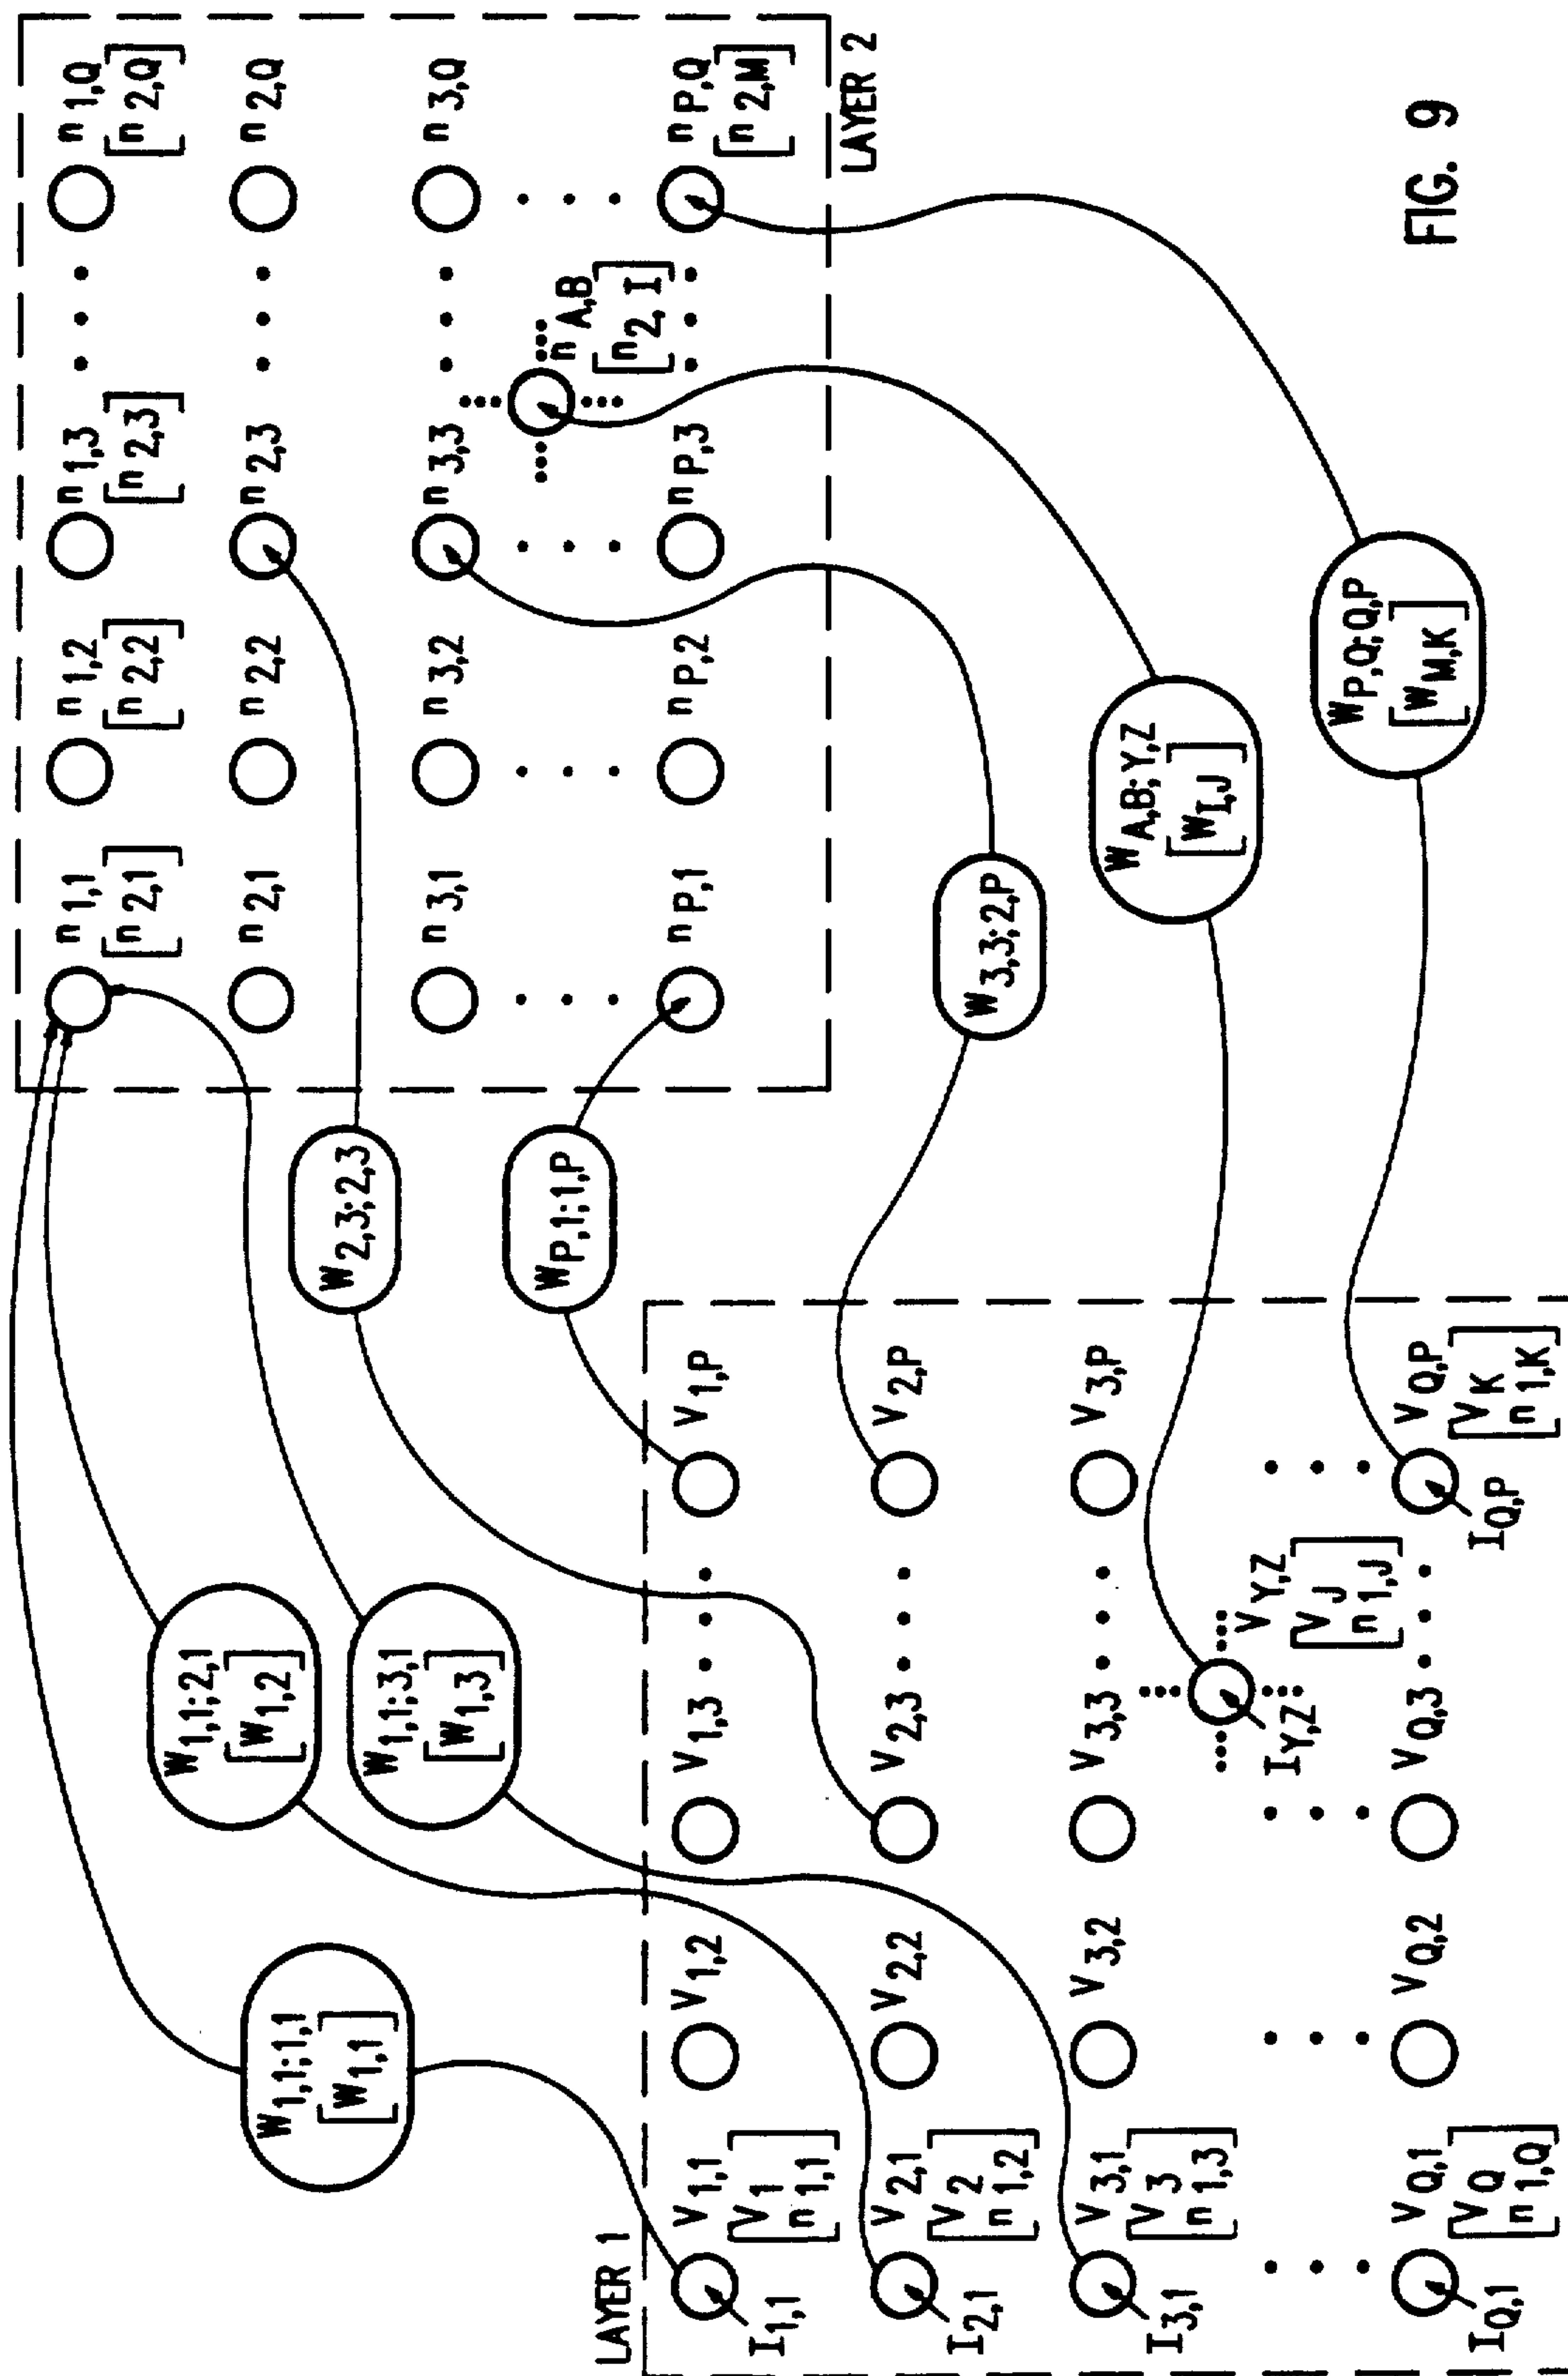 LAYER 1
I1,1
V1,1
[V1
n1,1]
V1,2
V1,3
V1,P
I2,1
V2,1
[V2
n1,2]
V2,2
V2,3
V2,P
I3,1
V3,1
[V3
n1,3]
V3,2
V3,3
V3,P
IY,Z
VY,Z
[VJ
n1,J]
IQ,1
VQ,1
[VQ
n1,Q]
VQ,2
VQ,3
IQ,P
VQ,P
[VK
n1,K]
W1,1;1,1
[W1,1]
W1,1;2,1
[W1,2]
W1,1;3,1
[W1,3]
W2,3;2,3
WP,1;1,P
W3,3;2,P
WA,B;Y,Z
[WI,J]
WP,Q;Q,P
[WM,K]
n1,1
[n2,1]
n1,2
[n2,2]
n1,3
[n2,3]
n1,Q
[n2,Q]
n2,1
n2,2
n2,3
n2,Q
n3,1
n3,2
n3,3
n3,Q
nA,B
[n2,I]
nP,1
nP,2
nP,3
nP,Q
[n2,M]
LAYER 2
FIG. 9